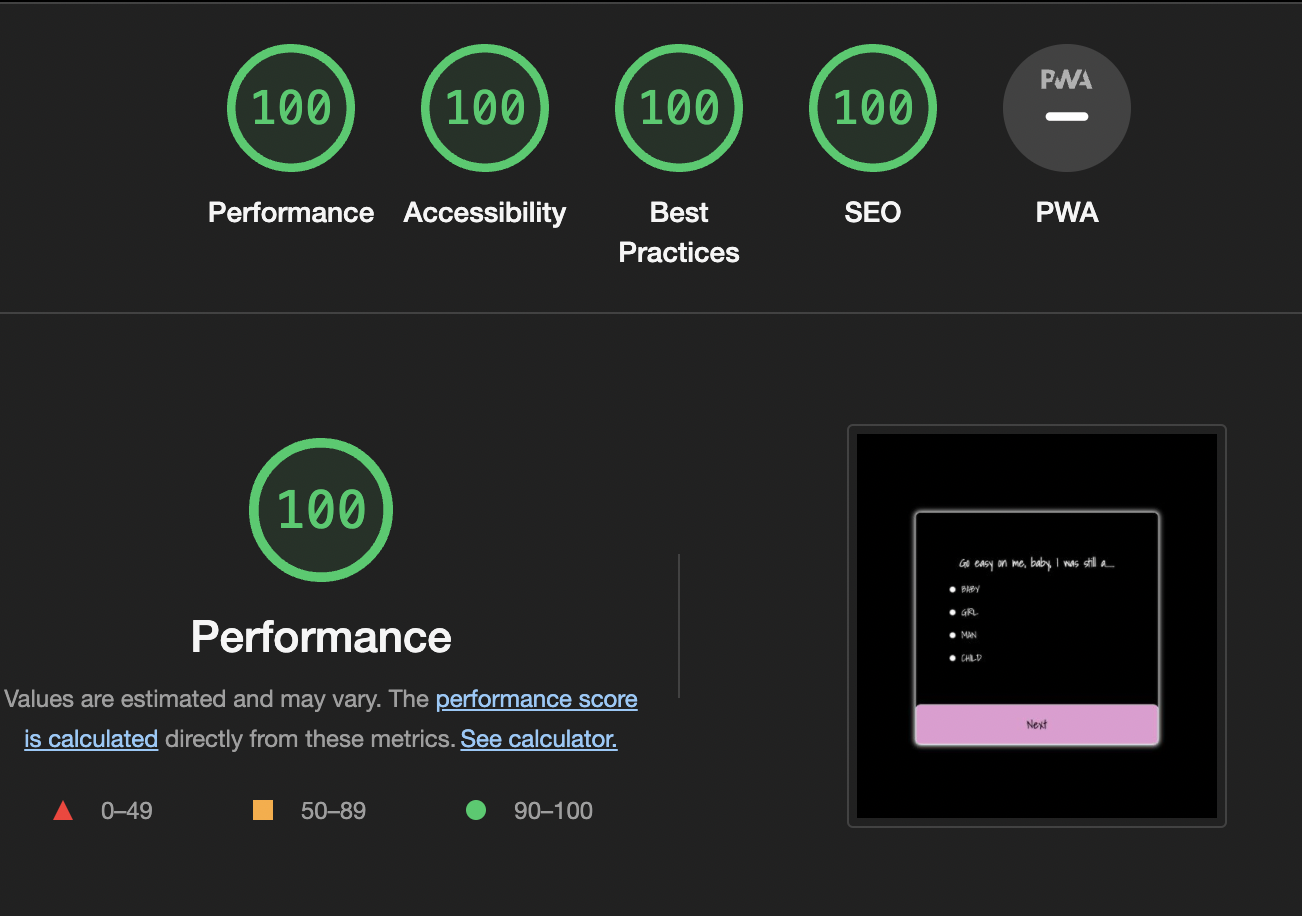 100 100 100 100 PWA
Performance Accessibility Best Practices SEO PWA
100
Performance
Values are estimated and may vary. The performance score
is calculated directly from these metrics. See calculator.
0–49 50–89 90–100
Go easy on me, baby, I was still a....
BABY
GIRL
MAN
CHILD
Next